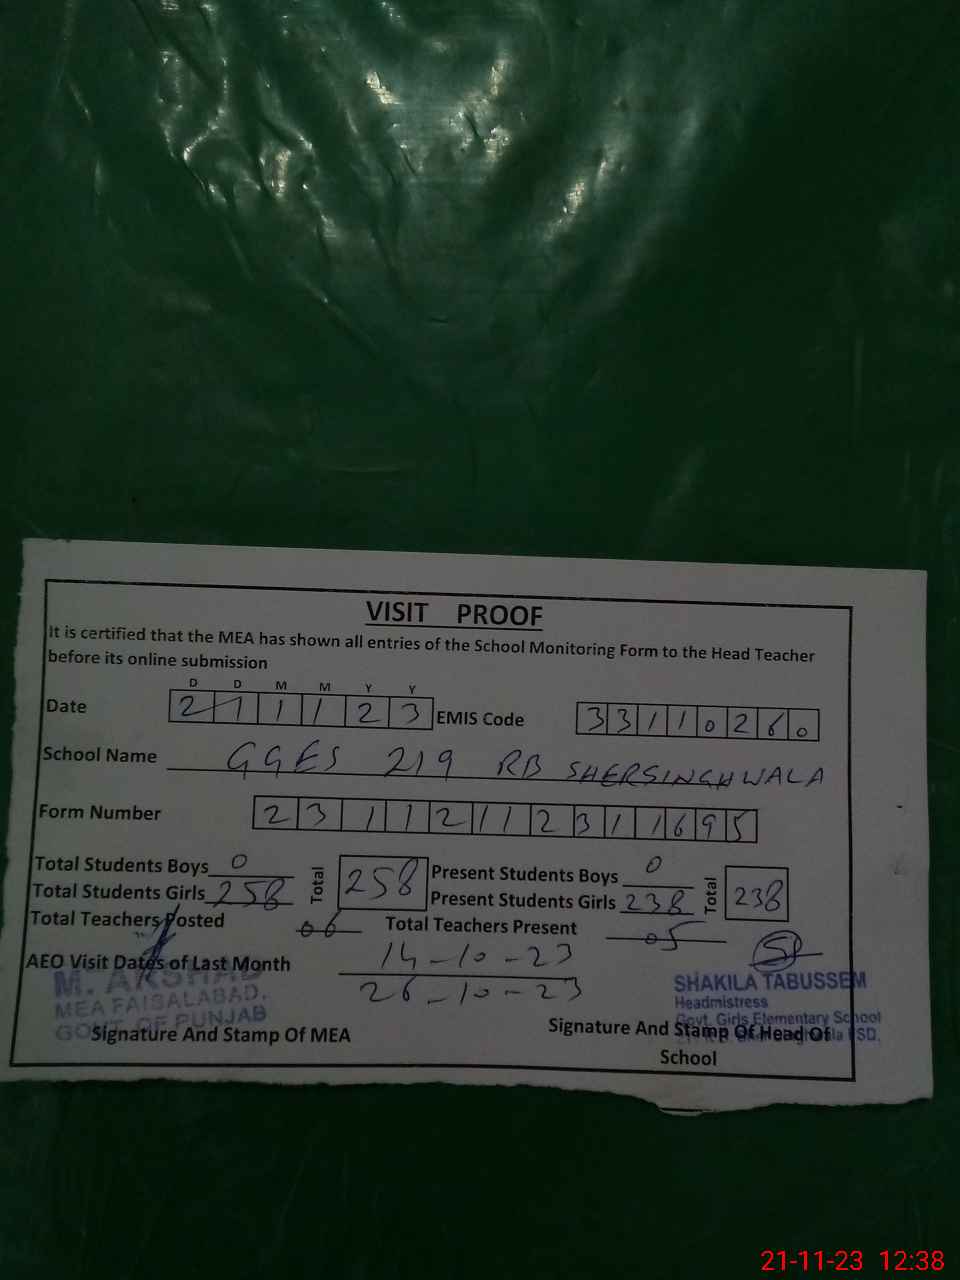 VISIT PROOF
It is certified that the MEA has shown all entries of the School Monitoring Form to the Head Teacher
before its online submission
D D M M Y Y
Date 2 1 1 1 2 3 EMIS Code 3 3 1 1 0 2 6 0
School Name GGES 219 RB SHERSINGHWALA
Form Number 2 3 1 1 2 1 1 2 3 1 1 6 9 5
Total Students Boys 0 Total 258 Present Students Boys 0 Total 238
Total Students Girls 258 Present Students Girls 238
Total Teachers Posted 06 Total Teachers Present 05
AEO Visit Dates of Last Month 14-10-23
26-10-23
M. ARSHAD
MEA FAISALABAD.
GOVT OF PUNJAB
Signature And Stamp Of MEA
SHAKILA TABUSSEM
Headmistress
Govt. Girls Elementary School
FSD.
Signature And Stamp Of Head Of
School
21-11-23 12:38